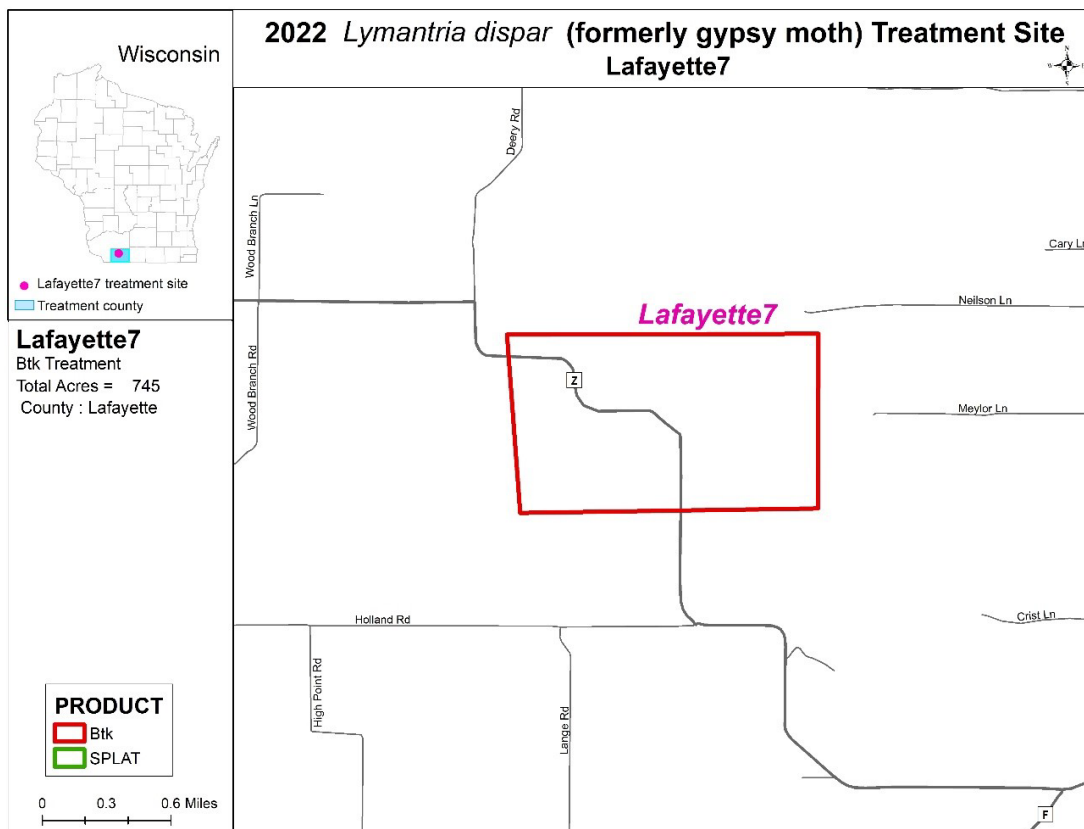 2022 Lymantria dispar (formerly gypsy moth) Treatment Site
Lafayette7
N
W
E
S
Wisconsin
Lafayette7 treatment site
Treatment county
Lafayette7
Btk Treatment
Total Acres = 745
County : Lafayette
PRODUCT
Btk
SPLAT
0 0.3 0.6 Miles
Deery Rd
Wood Branch Ln
Cary Ln
Neilson Ln
Lafayette7
Wood Branch Rd
Z
Meylor Ln
Holland Rd
Crist Ln
High Point Rd
Lange Rd
F